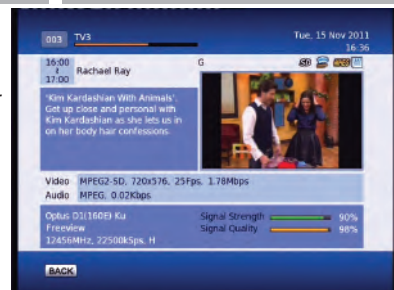 003 TV3 Tue, 15 Nov 2011
16:36
16:00
17:00
Rachael Ray
G
"Kim Kardashian With Animals".
Get up close and personal with
Kim Kardashian as she lets us in
on her body hair confessions.
Video MPEG2-SD, 720x576, 25Fps, 1.78Mbps
Audio MPEG, 0.02Kbps
Optus D1(160E) Ku
Freeview
12456MHz, 22500kSps, H
Signal Strength 90%
Signal Quality 98%
BACK